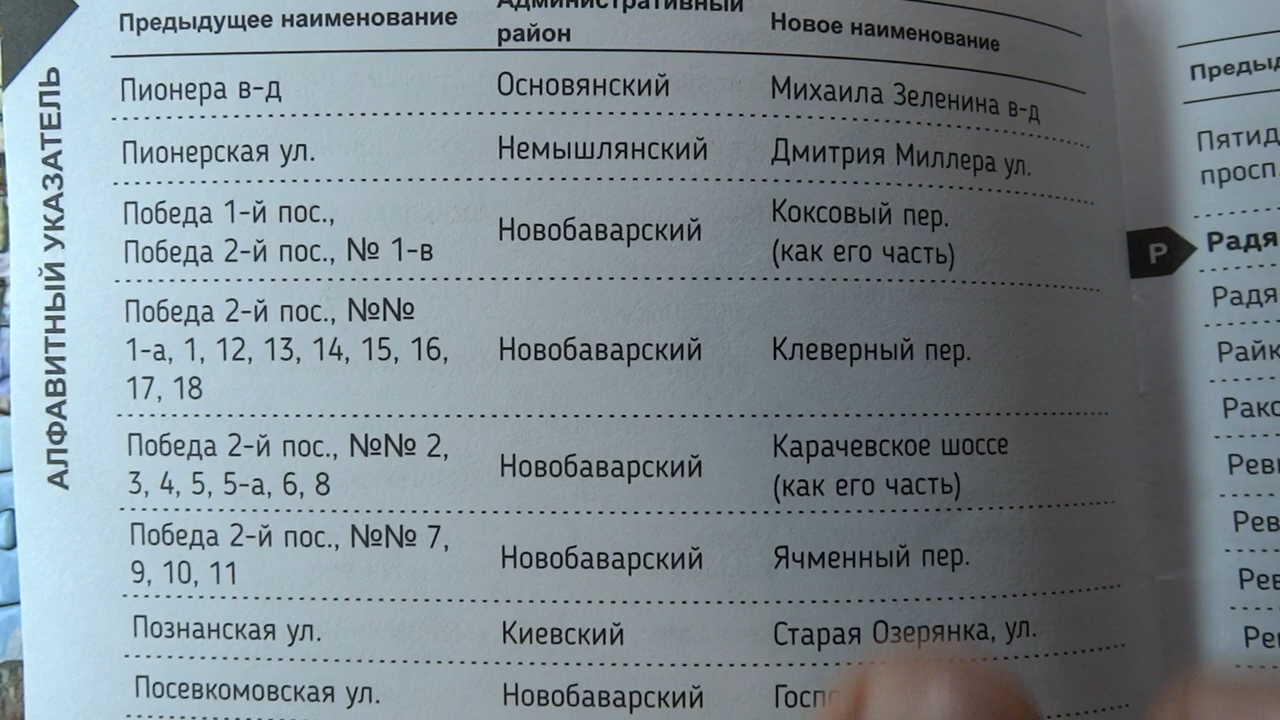 АЛФАВИТНЫЙ УКАЗАТЕЛЬ
Предыдущее наименование Административный район Новое наименование
Пионера в-д Основянский Михаила Зеленина в-д
Пионерская ул. Немышлянский Дмитрия Миллера ул.
Победа 1-й пос.,
Победа 2-й пос., № 1-в Новобаварский Коксовый пер.
(как его часть)
Победа 2-й пос., №№
1-а, 1, 12, 13, 14, 15, 16, Новобаварский Клеверный пер.
17, 18
Победа 2-й пос., №№ 2,
3, 4, 5, 5-а, 6, 8 Новобаварский Карачевское шоссе
(как его часть)
Победа 2-й пос., №№ 7,
9, 10, 11 Новобаварский Ячменный пер.
Познанская ул. Киевский Старая Озерянка, ул.
Посевкомовская ул. Новобаварский
Р
просп.